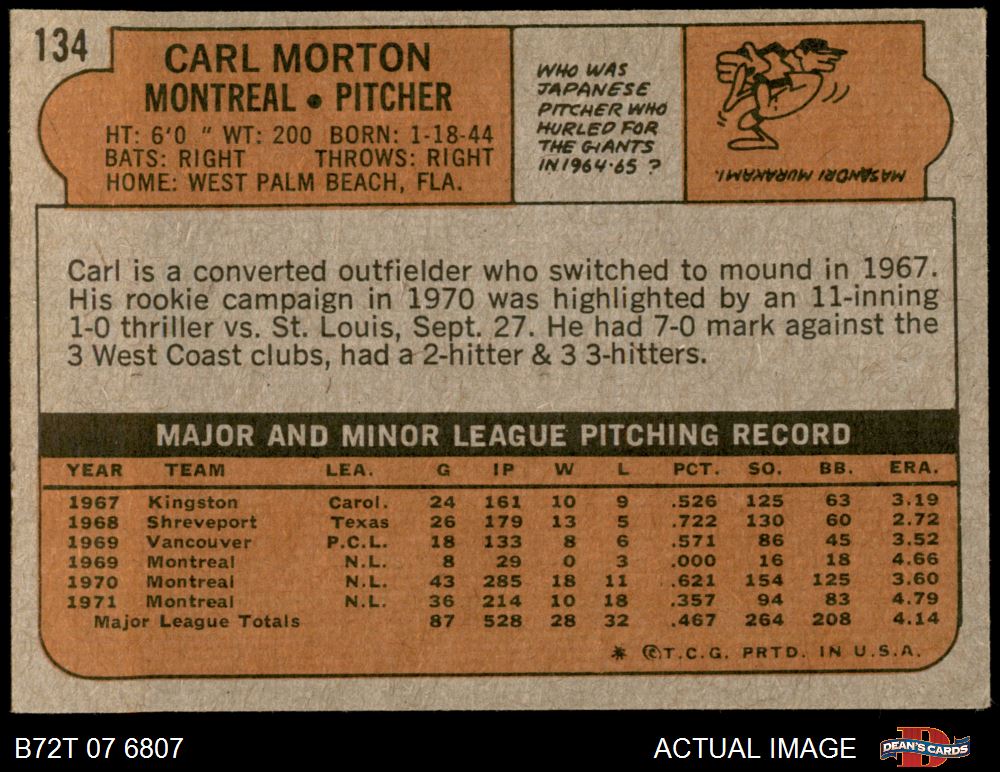 134
CARL MORTON
MONTREAL • PITCHER
HT: 6'0 " WT: 200 BORN: 1-18-44
BATS: RIGHT THROWS: RIGHT
HOME: WEST PALM BEACH, FLA.
WHO WAS
JAPANESE
PITCHER WHO
HURLED FOR
THE GIANTS
IN 1964-65 ?
MASANORI MURAKAMI.
Carl is a converted outfielder who switched to mound in 1967.
His rookie campaign in 1970 was highlighted by an 11-inning
1-0 thriller vs. St. Louis, Sept. 27. He had 7-0 mark against the
3 West Coast clubs, had a 2-hitter & 3 3-hitters.
MAJOR AND MINOR LEAGUE PITCHING RECORD
YEAR TEAM LEA. G IP W L PCT. SO. BB. ERA.
1967 Kingston Carol. 24 161 10 9 .526 125 63 3.19
1968 Shreveport Texas 26 179 13 5 .722 130 60 2.72
1969 Vancouver P.C.L. 18 133 8 6 .571 86 45 3.52
1969 Montreal N.L. 8 29 0 3 .000 16 18 4.66
1970 Montreal N.L. 43 285 18 11 .621 154 125 3.60
1971 Montreal N.L. 36 214 10 18 .357 94 83 4.79
Major League Totals 87 528 28 32 .467 264 208 4.14
* ©T.C.G. PRTD. IN U.S.A.
B72T 07 6807
ACTUAL IMAGE
DEAN'S CARDS